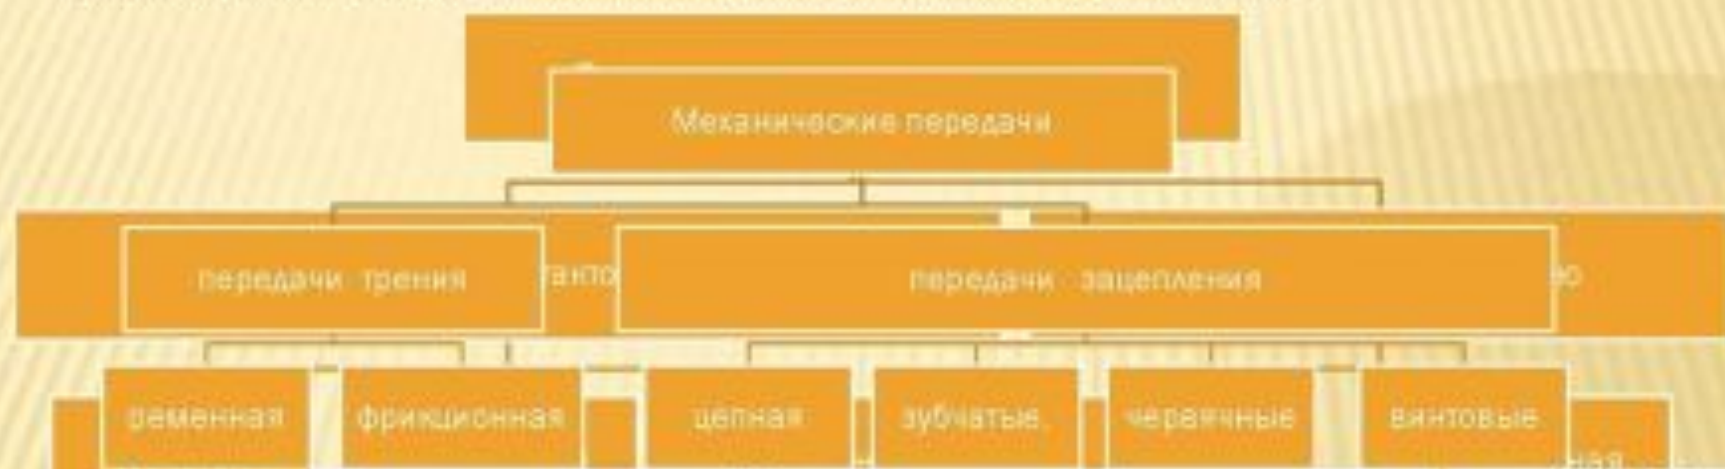 Механические передачи
передачи трения
передачи зацепления
ременная
фрикционная
цепная
зубчатые
червячные
винтовые